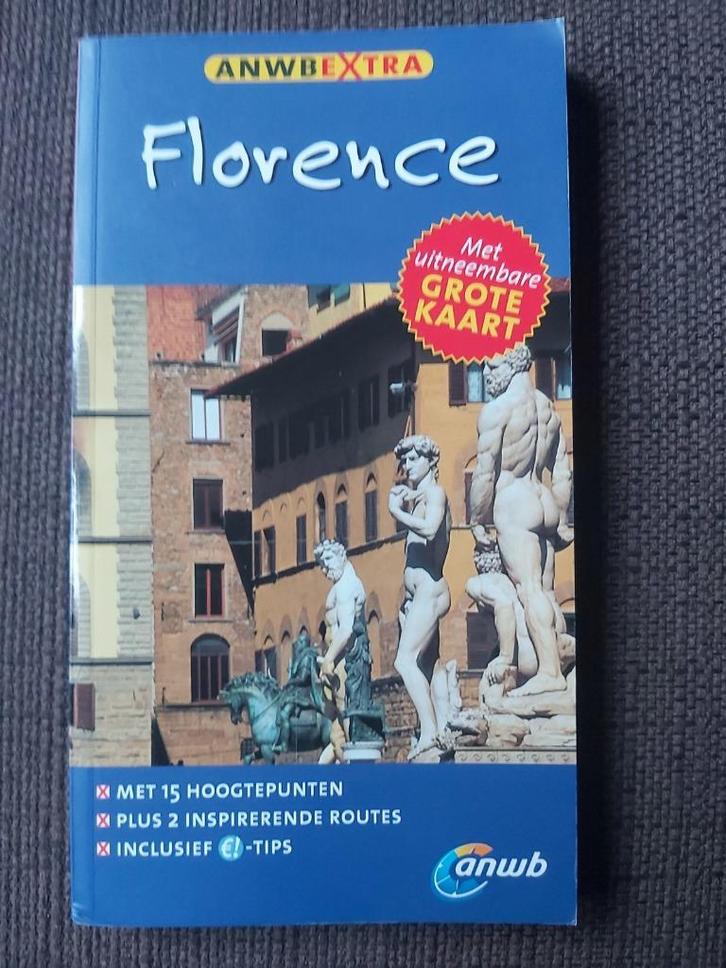 ANWBEXTRA
Florence
Met
uitneembare
GROTE
KAART
MET 15 HOOGTEPUNTEN
PLUS 2 INSPIRERENDE ROUTES
INCLUSIEF €!-TIPS
anwb